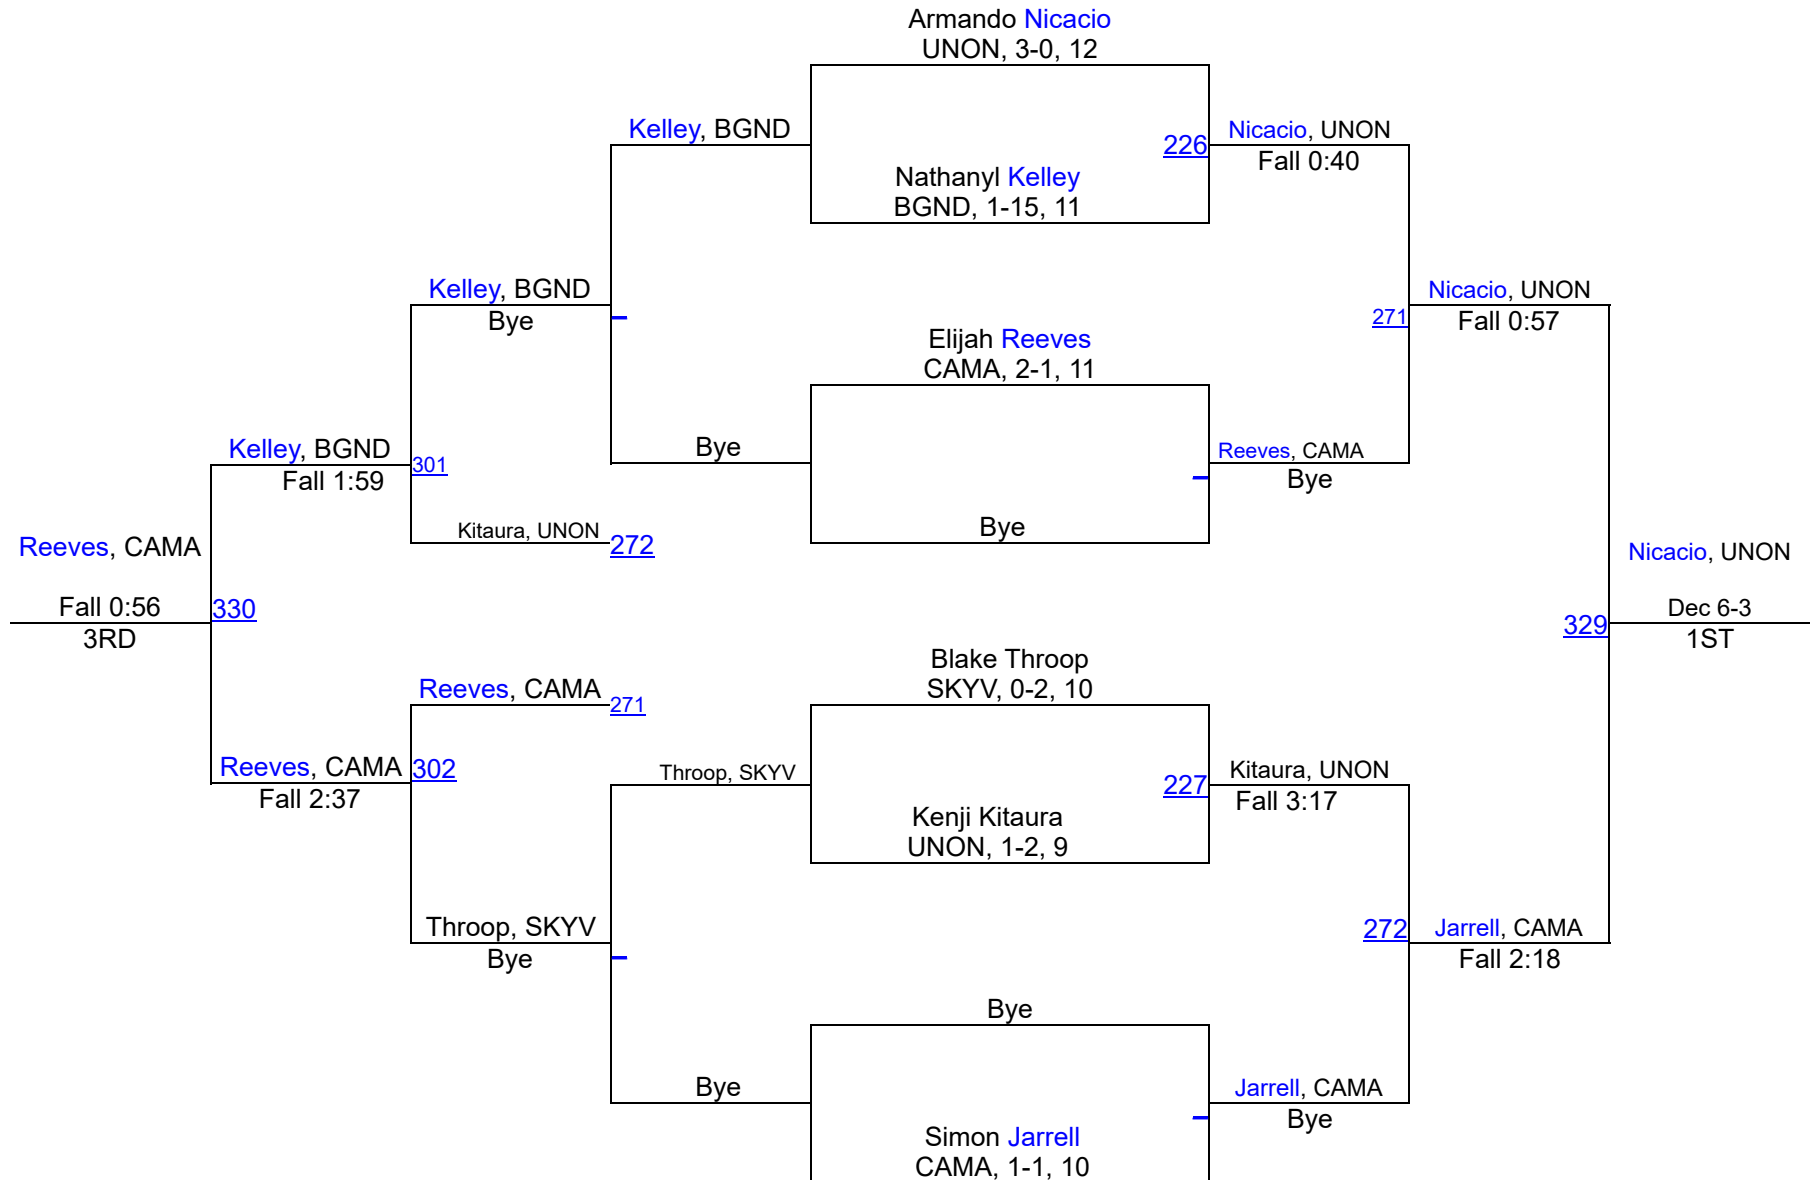 Armando Nicacio
UNON, 3-0, 12
Kelley, BGND
226
Nicacio, UNON
Fall 0:40
Nathanyl Kelley
BGND, 1-15, 11
Kelley, BGND
Bye
Nicacio, UNON
271
Fall 0:57
Elijah Reeves
CAMA, 2-1, 11
Kelley, BGND
301
Fall 1:59
Bye
Reeves, CAMA
Bye
Kitaura, UNON
272
Bye
Reeves, CAMA
Nicacio, UNON
Fall 0:56
330
3RD
329
Dec 6-3
1ST
Blake Throop
SKYV, 0-2, 10
Reeves, CAMA
271
Reeves, CAMA
302
Fall 2:37
Throop, SKYV
227
Kitaura, UNON
Fall 3:17
Kenji Kitaura
UNON, 1-2, 9
Throop, SKYV
Bye
272
Jarrell, CAMA
Fall 2:18
Bye
Bye
Jarrell, CAMA
Bye
Simon Jarrell
CAMA, 1-1, 10